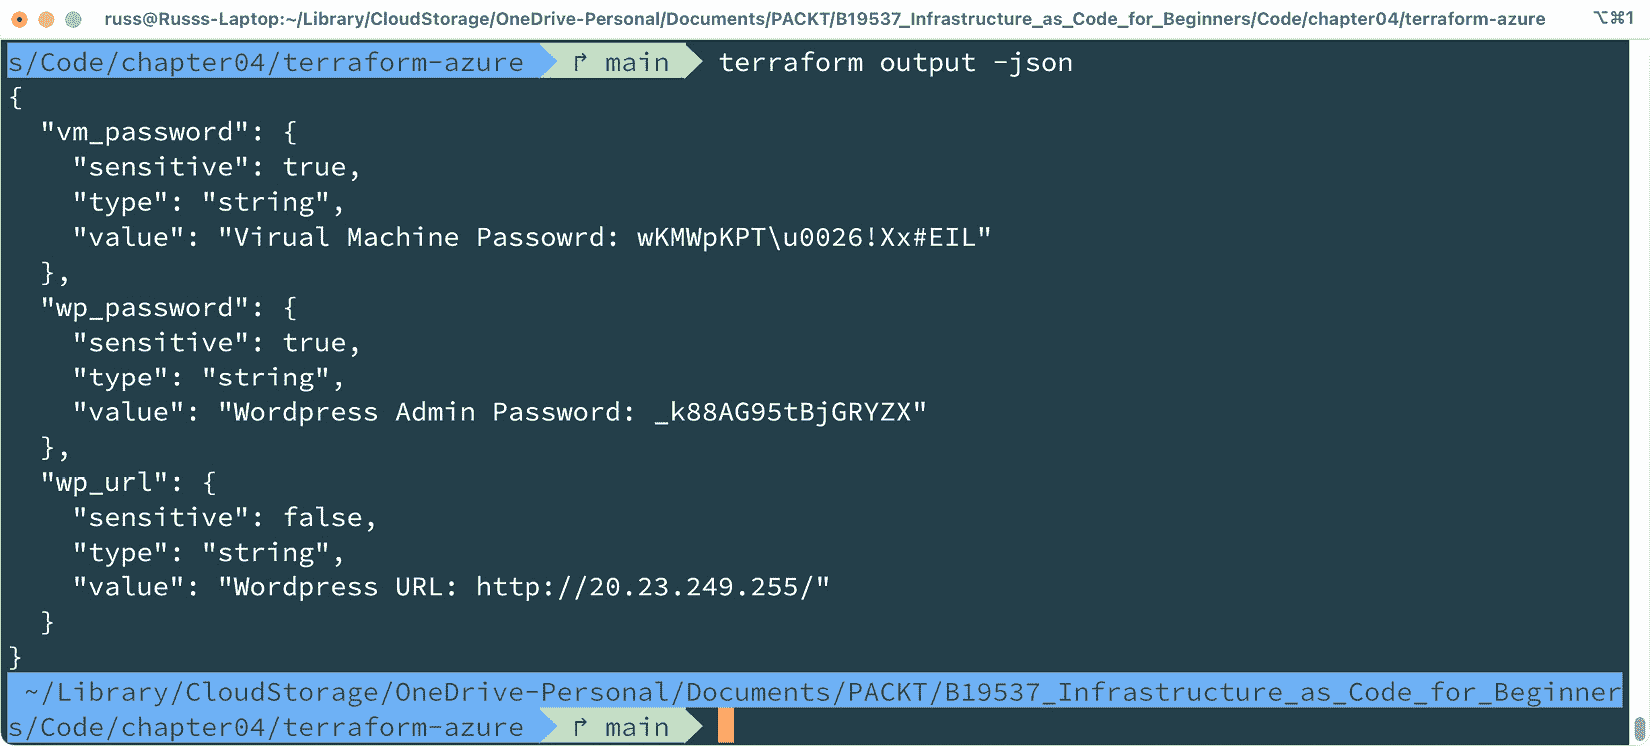 russ@Russs-Laptop:~/Library/CloudStorage/OneDrive-Personal/Documents/PACKT/B19537_Infrastructure_as_Code_for_Beginners/Code/chapter04/terraform-azure ⌥⌘1
s/Code/chapter04/terraform-azure ↱ main terraform output -json
{
  "vm_password": {
    "sensitive": true,
    "type": "string",
    "value": "Virual Machine Passowrd: wKMWpKPT\u0026!Xx#EIL"
  },
  "wp_password": {
    "sensitive": true,
    "type": "string",
    "value": "Wordpress Admin Password: _k88AG95tBjGRYZX"
  },
  "wp_url": {
    "sensitive": false,
    "type": "string",
    "value": "Wordpress URL: http://20.23.249.255/"
  }
}
~/Library/CloudStorage/OneDrive-Personal/Documents/PACKT/B19537_Infrastructure_as_Code_for_Beginner
s/Code/chapter04/terraform-azure ↱ main